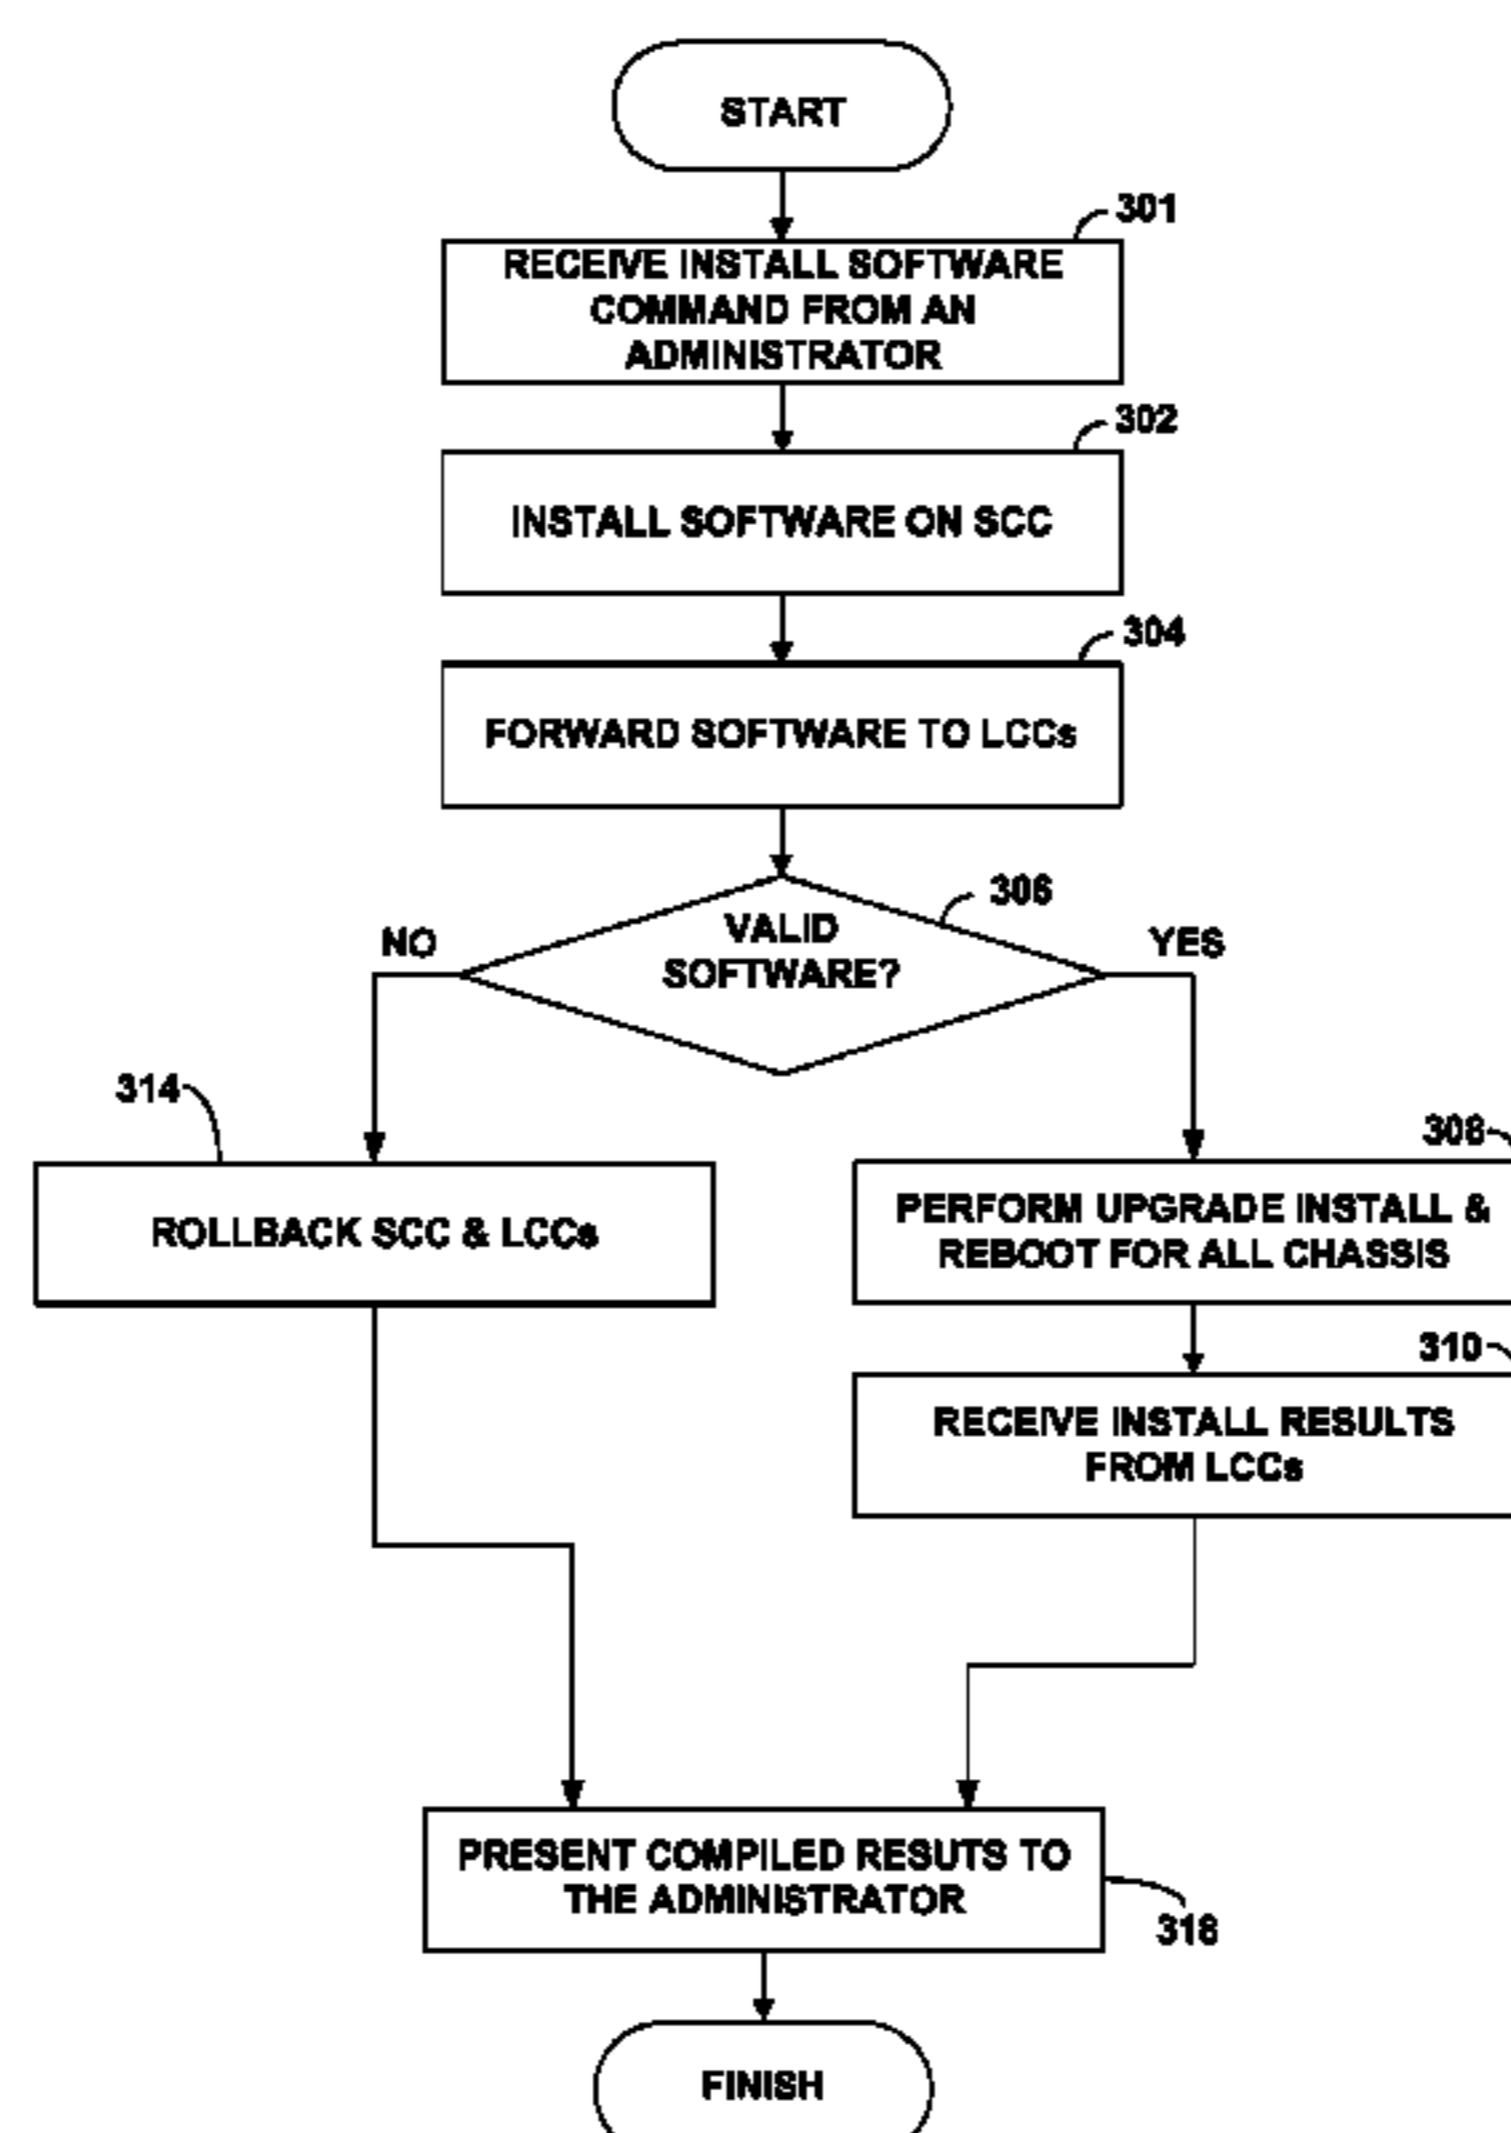 START
301
RECEIVE INSTALL SOFTWARE
COMMAND FROM AN
ADMINISTRATOR
302
INSTALL SOFTWARE ON SCC
304
FORWARD SOFTWARE TO LCCs
306
VALID
SOFTWARE?
NO
YES
314
ROLLBACK SCC & LCCs
308
PERFORM UPGRADE INSTALL &
REBOOT FOR ALL CHASSIS
310
RECEIVE INSTALL RESULTS
FROM LCCs
PRESENT COMPILED RESUTS TO
THE ADMINISTRATOR
318
FINISH